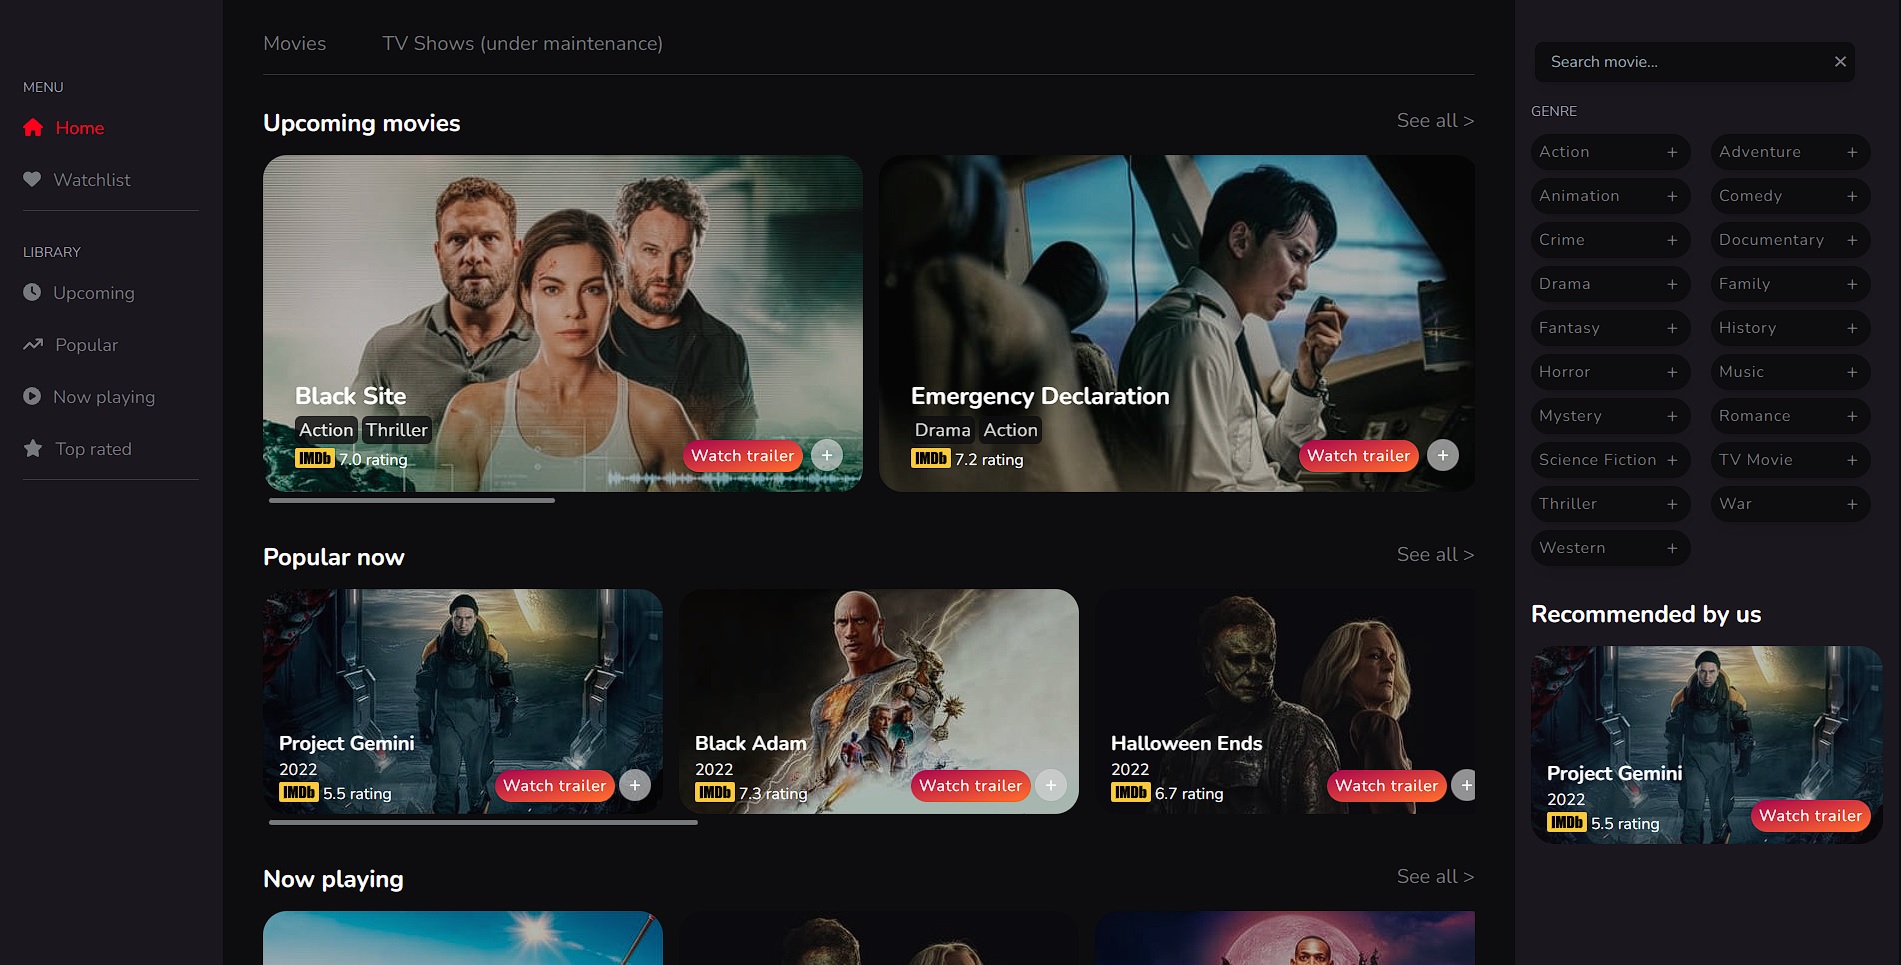 MENU
Home
Watchlist
LIBRARY
Upcoming
Popular
Now playing
Top rated
Movies
TV Shows (under maintenance)
Upcoming movies
See all >
Black Site
Action Thriller
IMDb 7.0 rating
Watch trailer +
Emergency Declaration
Drama Action
IMDb 7.2 rating
Watch trailer +
Popular now
See all >
Project Gemini
2022
IMDb 5.5 rating
Watch trailer +
Black Adam
2022
IMDb 7.3 rating
Watch trailer +
Halloween Ends
2022
IMDb 6.7 rating
Watch trailer +
Now playing
See all >
Search movie...
GENRE
Action +
Adventure +
Animation +
Comedy +
Crime +
Documentary +
Drama +
Family +
Fantasy +
History +
Horror +
Music +
Mystery +
Romance +
Science Fiction +
TV Movie +
Thriller +
War +
Western +
Recommended by us
Project Gemini
2022
IMDb 5.5 rating
Watch trailer